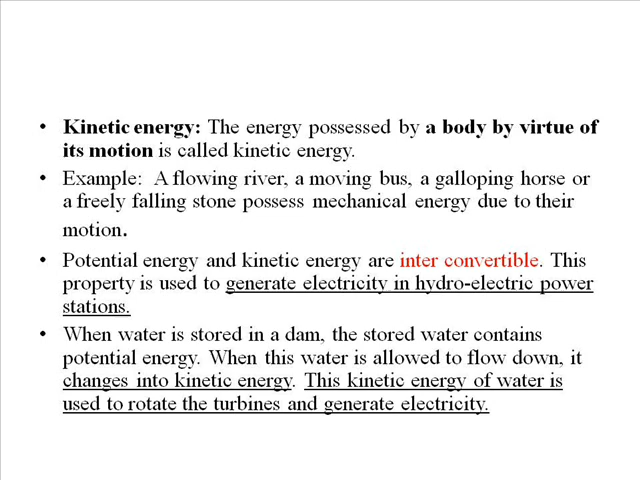 • Kinetic energy: The energy possessed by a body by virtue of
its motion is called kinetic energy.
• Example: A flowing river, a moving bus, a galloping horse or
a freely falling stone possess mechanical energy due to their
motion.
• Potential energy and kinetic energy are inter convertible. This
property is used to generate electricity in hydro-electric power
stations.
• When water is stored in a dam, the stored water contains
potential energy. When this water is allowed to flow down, it
changes into kinetic energy. This kinetic energy of water is
used to rotate the turbines and generate electricity.